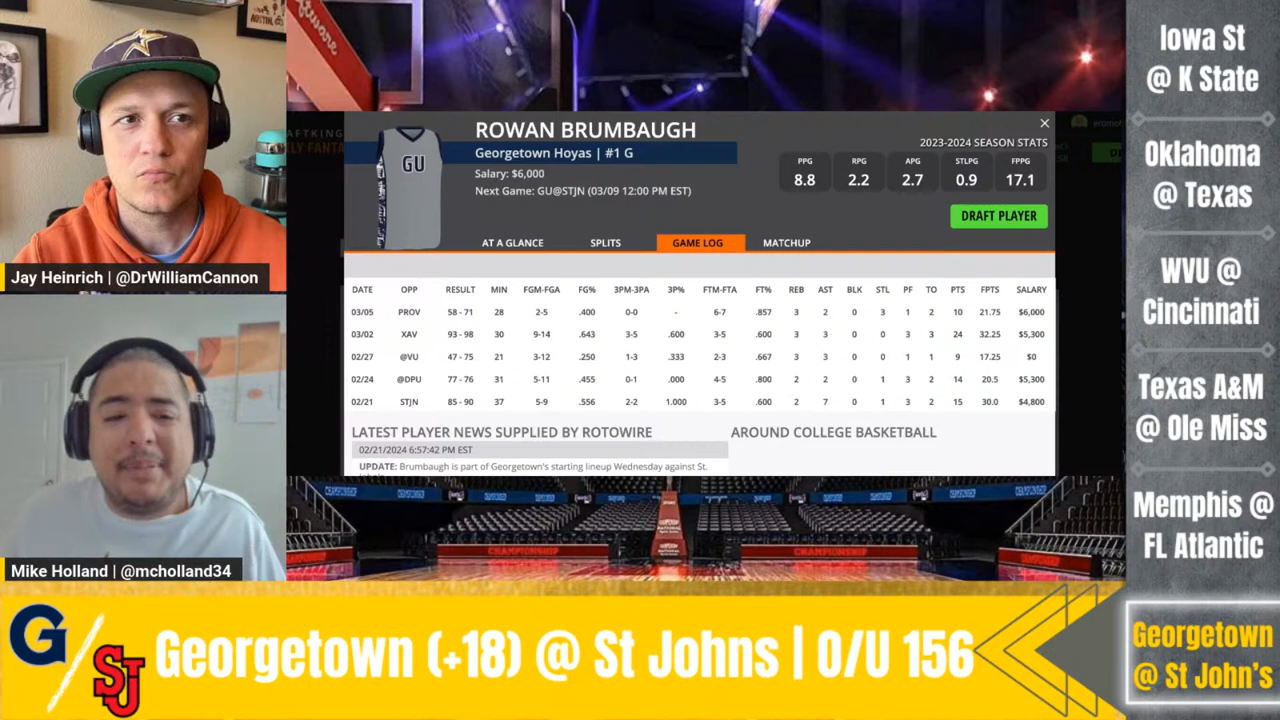 Jay Heinrich | @DrWilliamCannon
Mike Holland | @mcholland34
ROWAN BRUMBAUGH
Georgetown Hoyas | #1 G
Salary: $6,000
Next Game: GU@STJN (03/09 12:00 PM EST)
GU
2023-2024 SEASON STATS
PPG RPG APG STLPG FPPG
8.8 2.2 2.7 0.9 17.1
DRAFT PLAYER
AT A GLANCE SPLITS GAME LOG MATCHUP
DATE OPP RESULT MIN FGM-FGA FG% 3PM-3PA 3P% FTM-FTA FT% REB AST BLK STL PF TO PTS FPTS SALARY
03/05 PROV 58 - 71 28 2-5 .400 0-0 - 6-7 .857 3 2 0 3 1 2 10 21.75 $6,000
03/02 XAV 93 - 98 30 9-14 .643 3-5 .600 3-5 .600 3 3 0 0 3 3 24 32.25 $5,300
02/27 @VU 47 - 75 21 3-12 .250 1-3 .333 2-3 .667 3 3 0 0 1 1 9 17.25 $0
02/24 @DPU 77 - 76 31 5-11 .455 0-1 .000 4-5 .800 2 2 0 1 3 2 14 20.5 $5,300
02/21 STJN 85 - 90 37 5-9 .556 2-2 1.000 3-5 .600 2 7 0 1 3 2 15 30.0 $4,800
LATEST PLAYER NEWS SUPPLIED BY ROTOWIRE
AROUND COLLEGE BASKETBALL
02/21/2024 6:57:42 PM EST
UPDATE: Brumbaugh is part of Georgetown's starting lineup Wednesday against St.
CHAMPIONSHIP
CHAMPIONSHIP
Georgetown (+18) @ St Johns | O/U 156
G
STJ
Iowa St
@ K State
Oklahoma
@ Texas
WVU @
Cincinnati
Texas A&M
@ Ole Miss
Memphis @
FL Atlantic
Georgetown
@ St John's